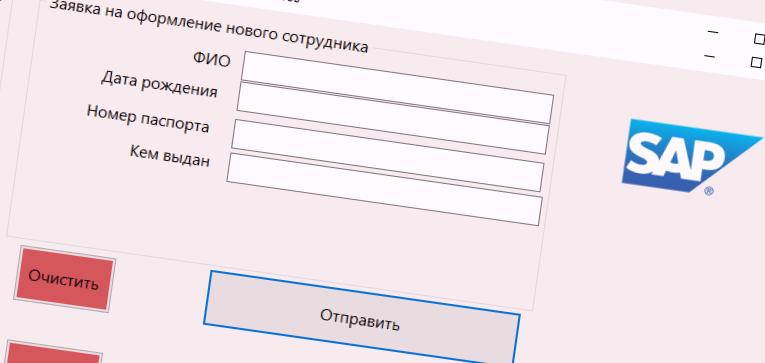 Заявка на оформление нового сотрудника
ФИО
Дата рождения
Номер паспорта
Кем выдан
SAP
®
Очистить
Отправить